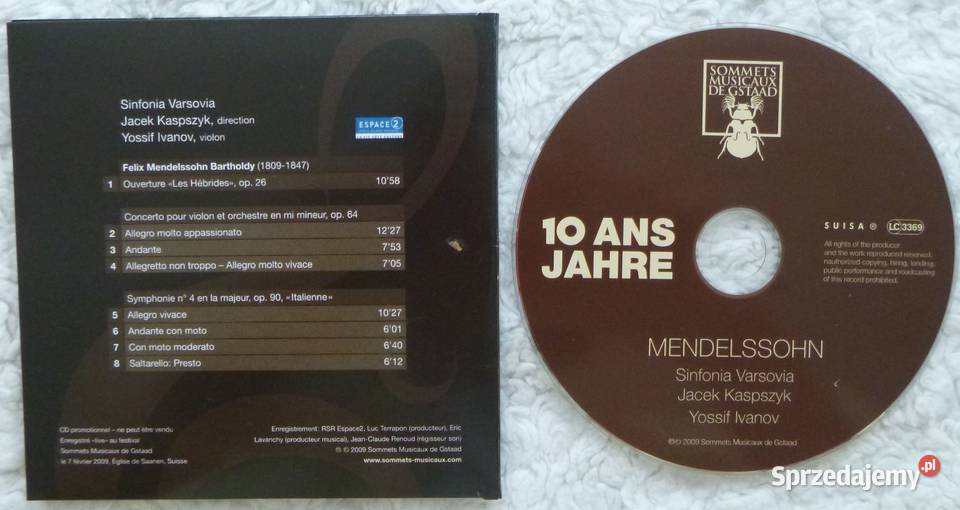 Sinfonia Varsovia
Jacek Kaspszyk, direction
Yossif Ivanov, violon
ESPACE 2
Felix Mendelssohn Bartholdy (1809-1847)
1 Ouverture «Les Hébrides», op. 26 10'58
Concerto pour violon et orchestre en mi mineur, op. 64
2 Allegro molto appassionato 12'27
3 Andante 7'53
4 Allegretto non troppo – Allegro molto vivace 7'05
Symphonie n° 4 en la majeur, op. 90, «Italienne»
5 Allegro vivace 10'27
6 Andante con moto 6'01
7 Con moto moderato 6'40
8 Saltarello: Presto 6'12
CD promotionnel – ne peut être vendu
Enregistré «live» au festival
Sommets Musicaux de Gstaad
le 7 février 2009, Église de Saanen, Suisse
Enregistrement: RSR Espace2, Luc Terrapon (producteur), Eric
Lavanchy (producteur musical), Jean-Claude Renoud (régisseur son)
℗ © 2009 Sommets Musicaux de Gstaad
www.sommets-musicaux.com
SOMMETS
MUSICAUX
DE GSTAAD
10 ANS
JAHRE
SUISA ℗ LC 3369
All rights of the producer
and the work reproduced reserved.
nauthorized copying, hiring, lending,
public performance and roadcasting
of this record prohibited.
MENDELSSOHN
Sinfonia Varsovia
Jacek Kaspszyk
Yossif Ivanov
℗© 2009 Sommets Musicaux de Gstaad
Sprzedajemy.pl